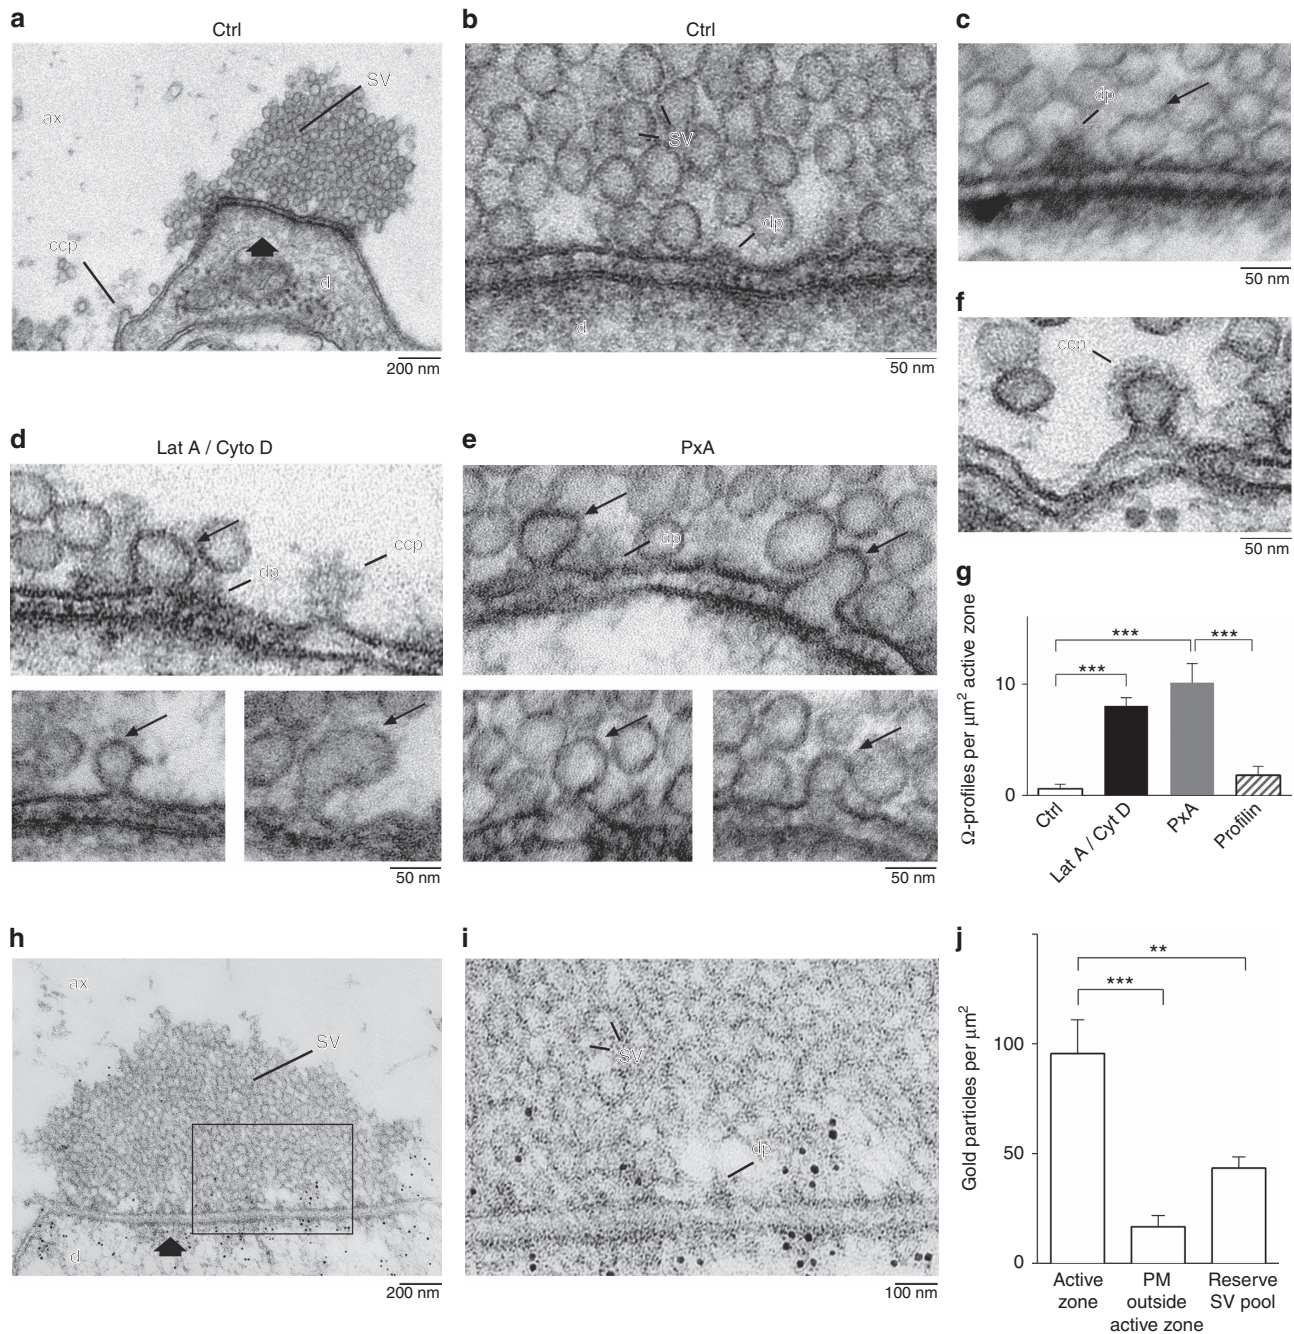 a
Ctrl
SV
ax
ccp
d
200 nm
b
Ctrl
SV
dp
d
50 nm
c
dp
50 nm
f
ccp
50 nm
d
Lat A / Cyto D
ccp
dp
50 nm
e
PxA
dp
50 nm
g
Ω-profiles per μm² active zone
***
***
***
10
0
Ctrl
Lat A / Cyt D
PxA
Profilin
h
ax
SV
d
200 nm
i
SV
dp
100 nm
j
Gold particles per μm²
**
***
100
50
0
Active
zone
PM
outside
active zone
Reserve
SV pool